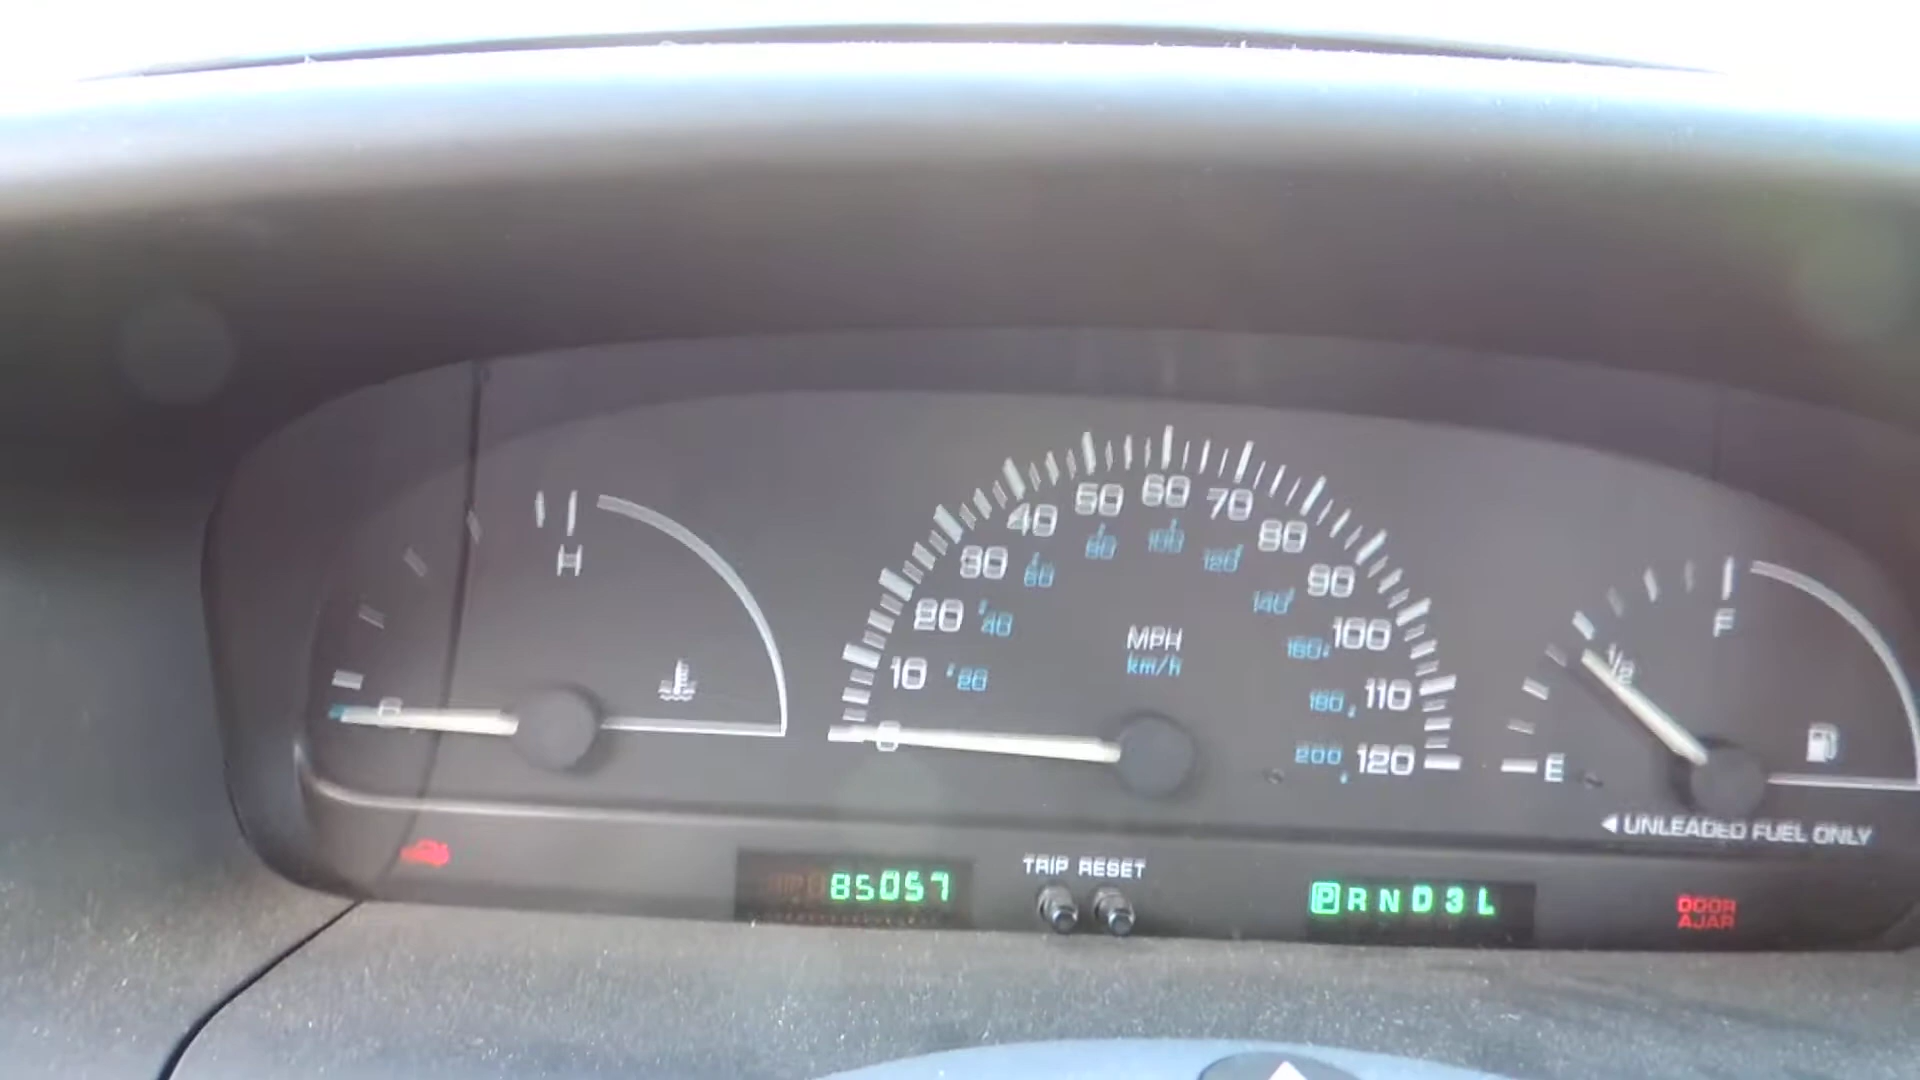 H
C
0
10
20
30
40
50
60
70
80
90
100
110
120
20
40
60
80
100
120
140
160
180
200
MPH
km/h
F
1/2
E
◄ UNLEADED FUEL ONLY
85057
TRIP RESET
P R N D 3 L
DOOR
AJAR